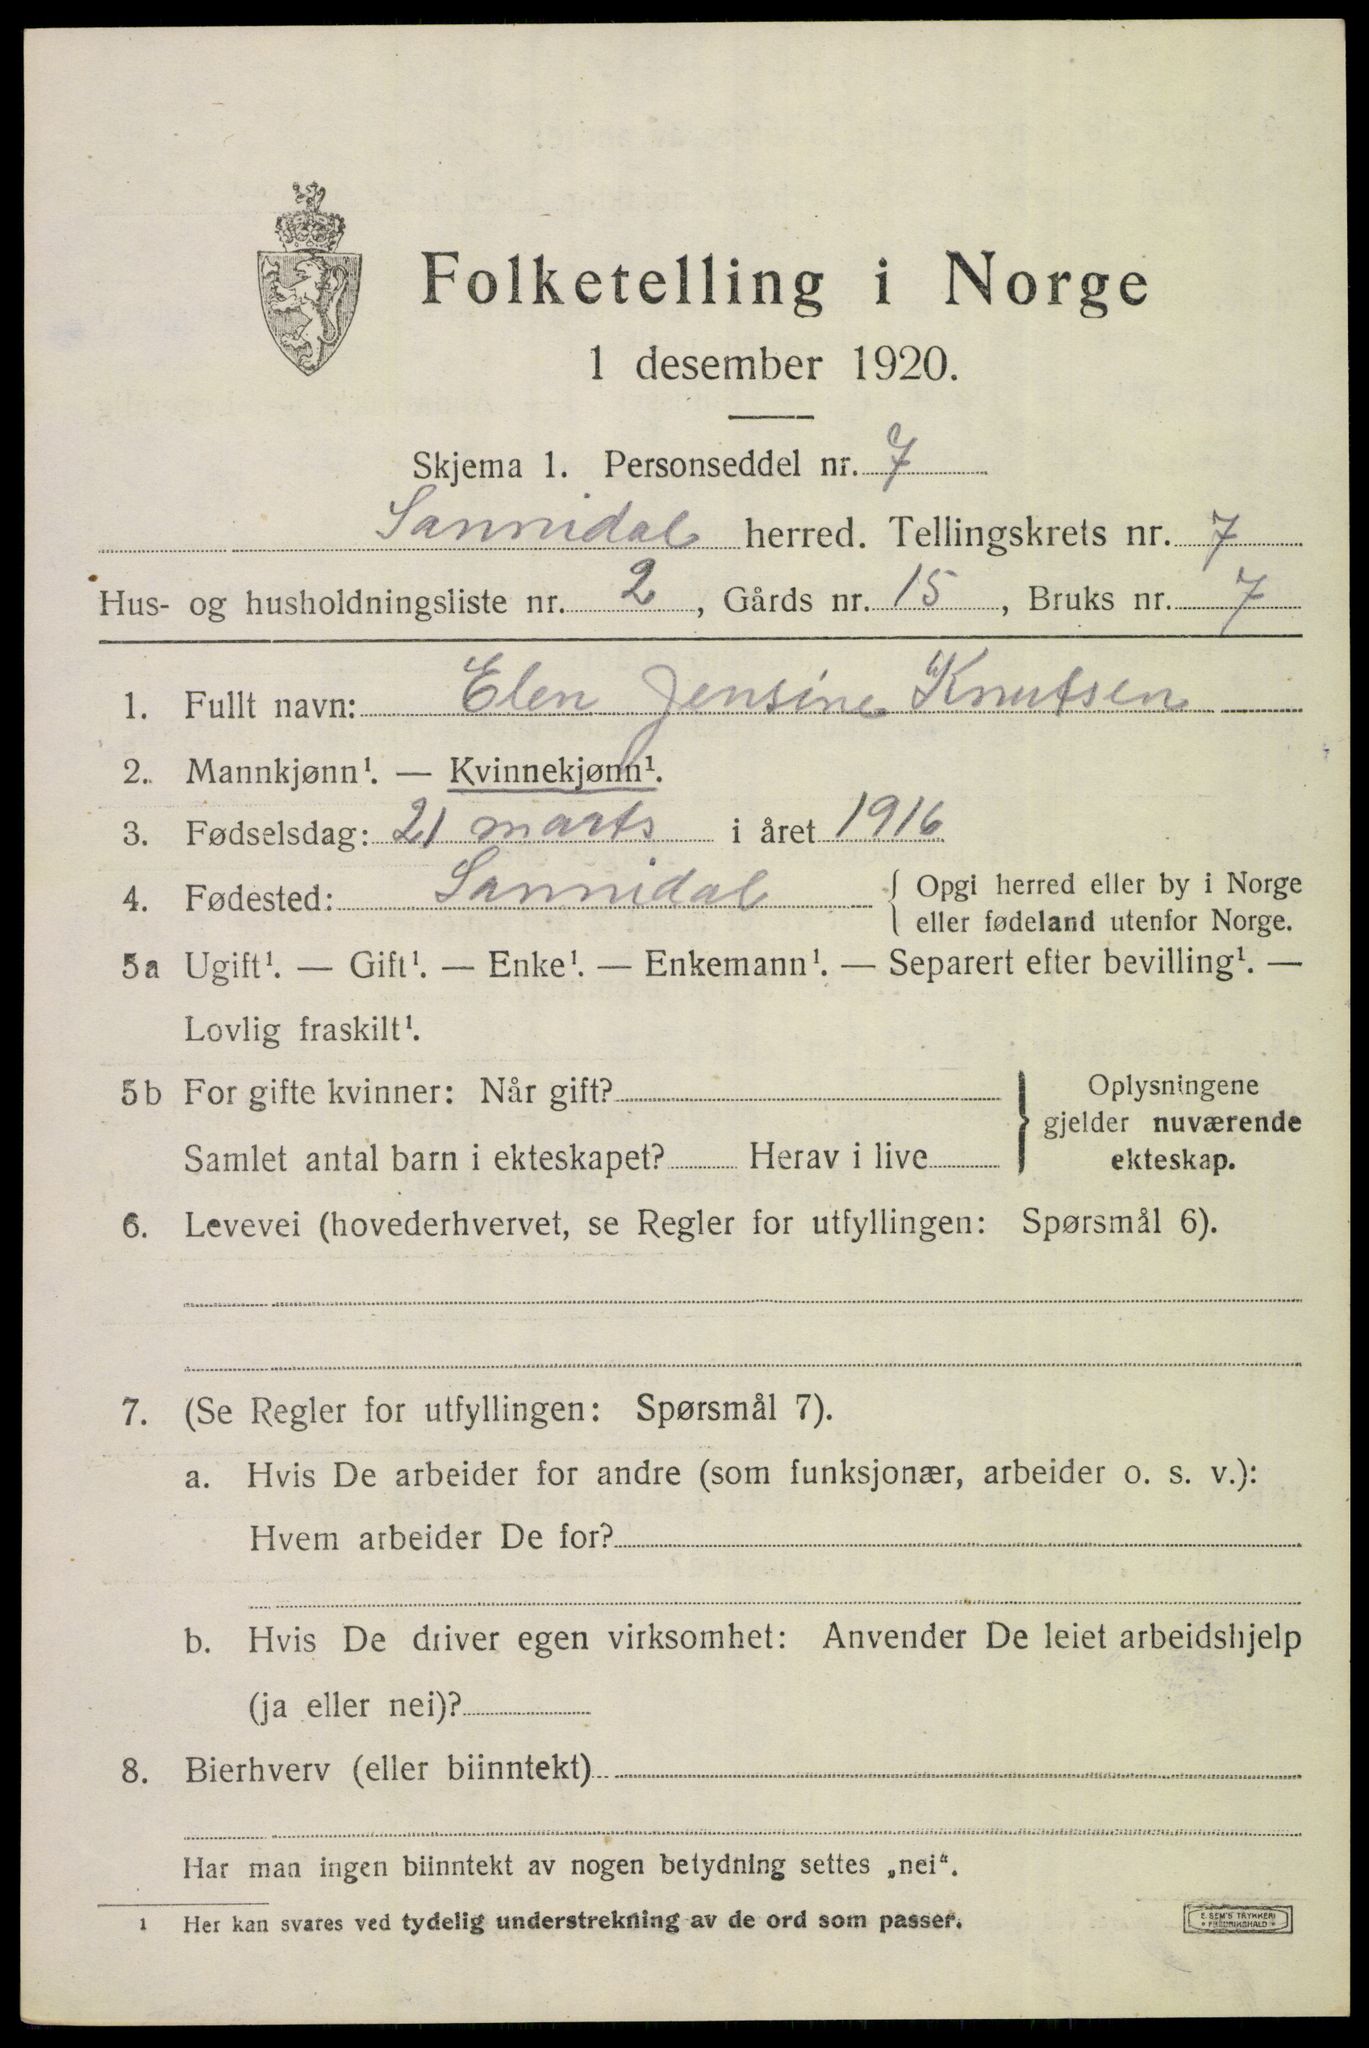 Folketelling i Norge
1 desember 1920.
Skjema 1. Personseddel nr. 7
Sannidal herred. Tellingskrets nr. 7
Hus- og husholdningsliste nr. 2, Gårds nr. 15, Bruks nr. 7
1. Fullt navn: Elen Jensine Knutsen
2. Mannkjønn¹. — Kvinnekjønn¹.
3. Fødselsdag: 21 marts i året 1916
4. Fødested: Sannidal { Opgi herred eller by i Norge
eller fødeland utenfor Norge.
5a Ugift¹. — Gift¹. — Enke¹. — Enkemann¹. — Separert efter bevilling¹. —
Lovlig fraskilt¹.
5b For gifte kvinner: Når gift? } Oplysningene
gjelder nuværende
Samlet antal barn i ekteskapet? Herav i live ekteskap.
6. Levevei (hovederhvervet, se Regler for utfyllingen: Spørsmål 6).
7. (Se Regler for utfyllingen: Spørsmål 7).
a. Hvis De arbeider for andre (som funksjonær, arbeider o. s. v.):
Hvem arbeider De for?
b. Hvis De driver egen virksomhet: Anvender De leiet arbeidshjelp
(ja eller nei)?
8. Bierhverv (eller biinntekt)
Har man ingen biinntekt av nogen betydning settes „nei“.
1 Her kan svares ved tydelig understrekning av de ord som passer.
E. SEM'S TRYKKERI
* FREDRIKSHALD *